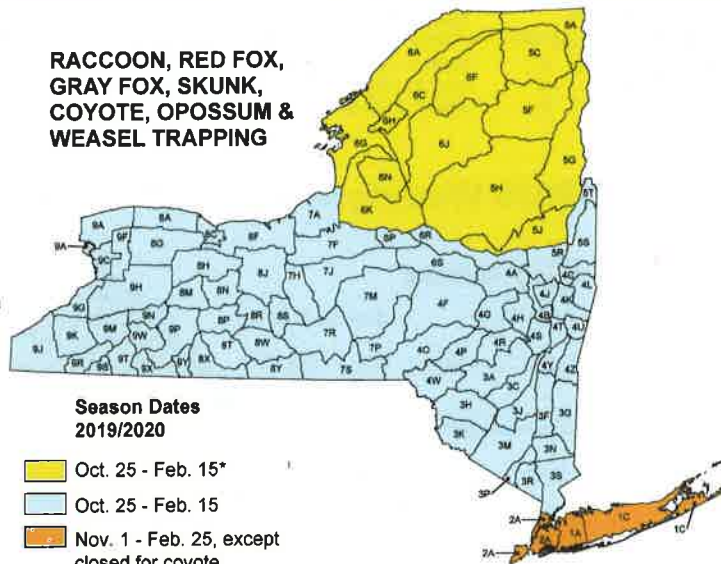 RACCOON, RED FOX,
GRAY FOX, SKUNK,
COYOTE, OPOSSUM &
WEASEL TRAPPING
5A
6A
5C
6F
6C
5F
6H
6J
6G
5G
6N
5H
6K
5T
5J
9A
8A
7A
6P
6R
5R
5S
9F
8G
8F
7F
6S
9A
9C
8H
8J
7H
7J
4A
4C
4L
9H
8M
8N
7M
4F
4J
4K
9G
9N
8P
8R
8S
4G
4H
4B
4T
4U
9K
9M
9W
9P
7R
4R
4S
9J
9T
8X
8T
8W
7P
4O
4P
4Y
4Z
9R
9S
9X
9Y
8Y
7S
4W
3A
3C
3H
3J
3F
3G
3K
3M
3N
3P
3R
3S
2A
1C
2A
1A
1C
2A
Season Dates
2019/2020
Oct. 25 - Feb. 15*
Oct. 25 - Feb. 15
Nov. 1 - Feb. 25, except
closed for coyote